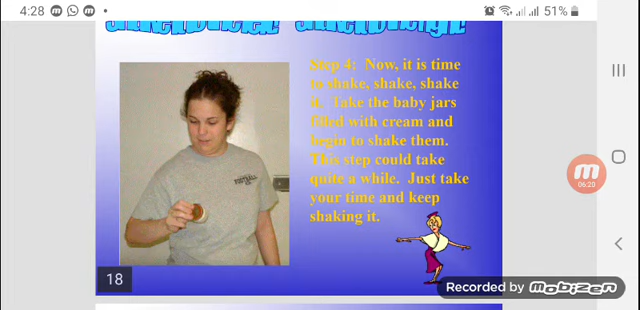 4:28
51%
Step 4: Now, it is time
to shake, shake, shake
it. Take the baby jars
filled with cream and
begin to shake them.
This step could take
quite a while. Just take
your time and keep
shaking it.
FOOTBALL
18
06:20
Recorded by mobizen